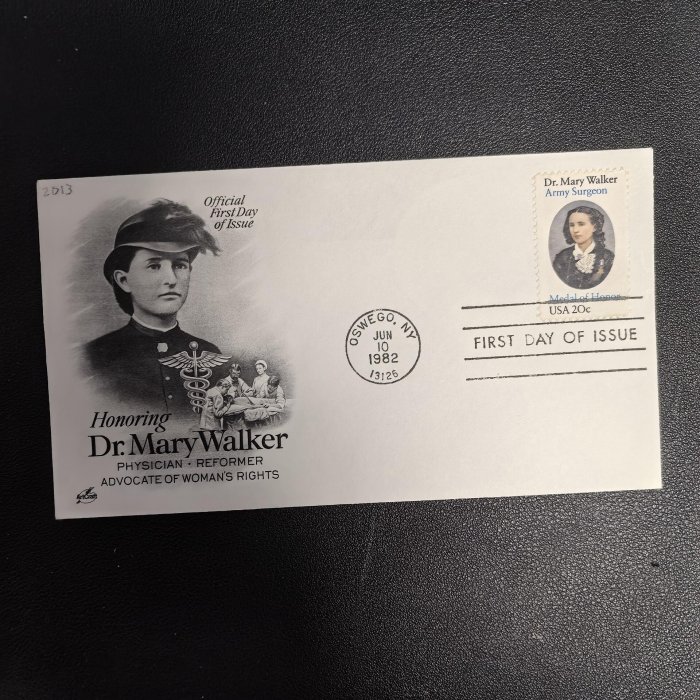 2013
Official
First Day
of Issue
Honoring
Dr. Mary Walker
PHYSICIAN · REFORMER
ADVOCATE OF WOMAN'S RIGHTS
ArtCraft
OSWEGO, NY
JUN
10
1982
13126
Dr. Mary Walker
Army Surgeon
Medal of Honor
USA 20c
FIRST DAY OF ISSUE